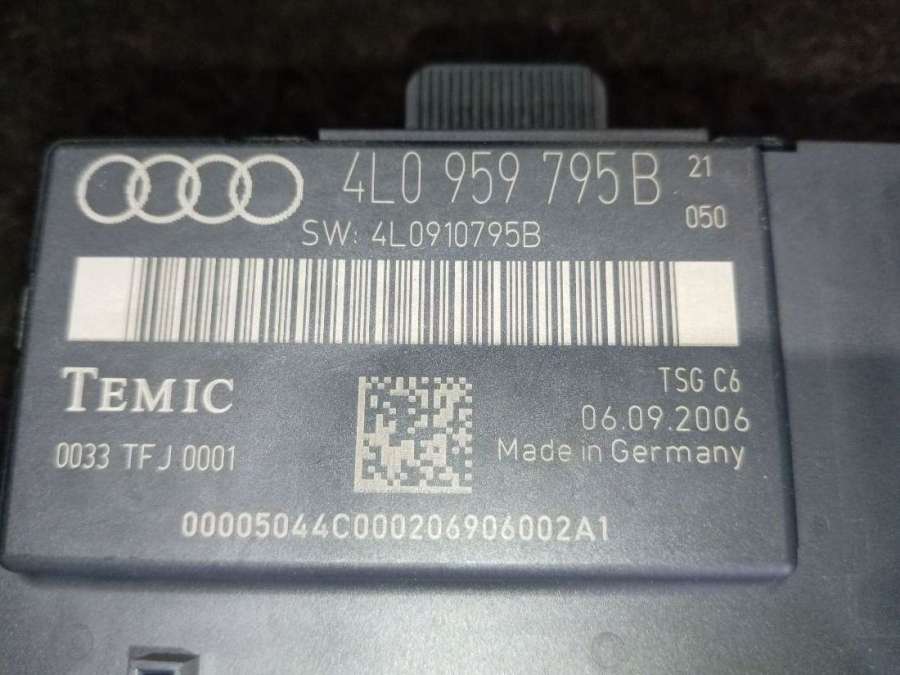 4L0 959 795B 21
050
SW: 4L0910795B
TEMIC
TSG C6
06.09.2006
0033 TFJ 0001
Made in Germany
00005044C000206906002A1